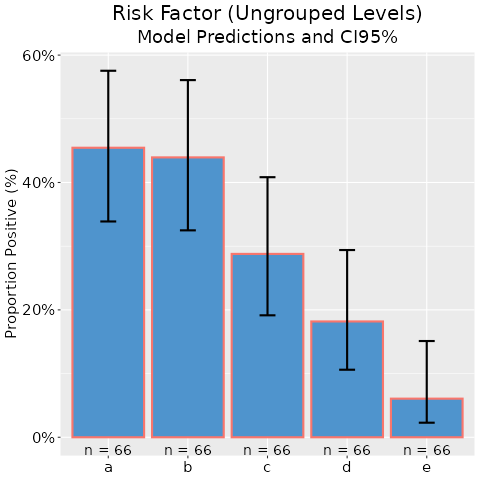 Risk Factor (Ungrouped Levels)
Model Predictions and CI95%
Proportion Positive (%)
60%
40%
20%
0%
n = 66 n = 66 n = 66 n = 66 n = 66
a b c d e